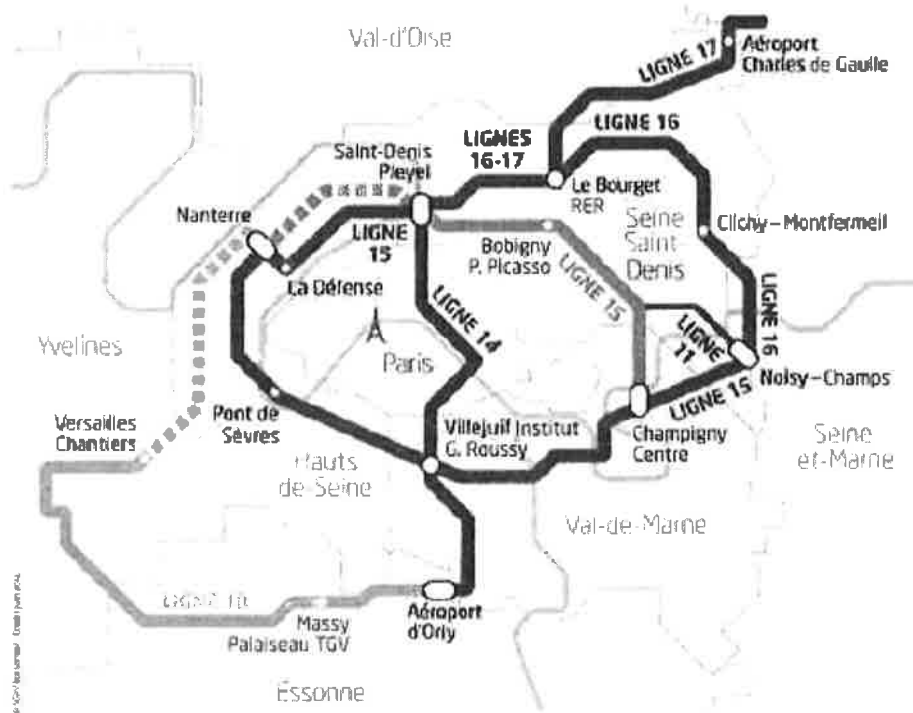 Val-d'Oise
LIGNE 17
Aéroport
Charles de Gaulle
LIGNES
16-17
LIGNE 16
Saint-Denis
Pleyel
Le Bourget
RER
Nanterre
LIGNE
15
Bobigny
P. Picasso
Seine
Saint
Denis
Clichy-Montfermeil
La Défense
LIGNE 15
LIGNE 14
LIGNE 16
LIGNE
11
Yvelines
Paris
Noisy-Champs
LIGNE 15
Pont de
Sèvres
Versailles
Chantiers
Villejuif Institut
G. Roussy
Champigny
Centre
Seine
et-Marne
Hauts
de-Seine
Val-de-Marne
Massy
Palaiseau TGV
Aéroport
d'Orly
Essonne